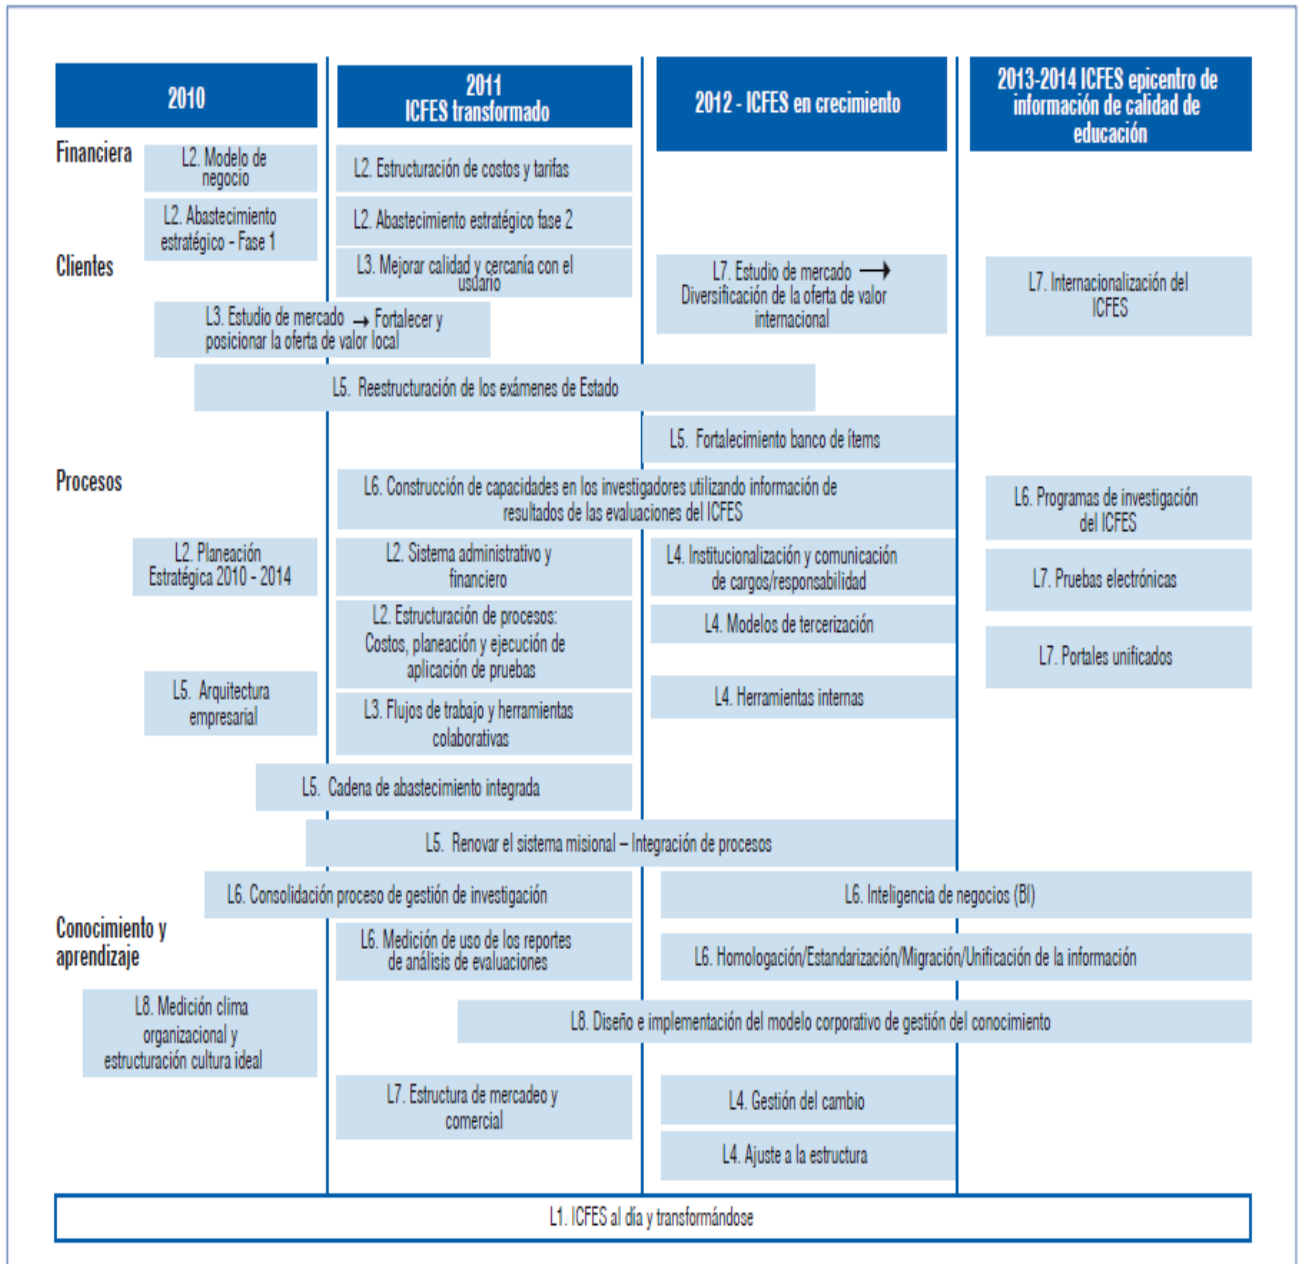 2010
2011
ICFES transformado
2012 - ICFES en crecimiento
2013-2014 ICFES epicentro de
información de calidad de
educación
Financiera
L2. Modelo de
negocio
L2. Estructuración de costos y tarifas
L2. Abastecimiento
estratégico - Fase 1
L2. Abastecimiento estratégico fase 2
Clientes
L3. Mejorar calidad y cercanía con el
usuario
L7. Estudio de mercado →
Diversificación de la oferta de valor
internacional
L7. Internacionalización del
ICFES
L3. Estudio de mercado → Fortalecer y
posicionar la oferta de valor local
L5. Reestructuración de los exámenes de Estado
L5. Fortalecimiento banco de ítems
Procesos
L6. Construcción de capacidades en los investigadores utilizando información de
resultados de las evaluaciones del ICFES
L6. Programas de investigación
del ICFES
L2. Planeación
Estratégica 2010 - 2014
L2. Sistema administrativo y
financiero
L4. Institucionalización y comunicación
de cargos/responsabilidad
L7. Pruebas electrónicas
L2. Estructuración de procesos:
Costos, planeación y ejecución de
aplicación de pruebas
L4. Modelos de tercerización
L7. Portales unificados
L5. Arquitectura
empresarial
L3. Flujos de trabajo y herramientas
colaborativas
L4. Herramientas internas
L5. Cadena de abastecimiento integrada
L5. Renovar el sistema misional – Integración de procesos
L6. Consolidación proceso de gestión de investigación
L6. Inteligencia de negocios (BI)
Conocimiento y
aprendizaje
L6. Medición de uso de los reportes
de análisis de evaluaciones
L6. Homologación/Estandarización/Migración/Unificación de la información
L8. Medición clima
organizacional y
estructuración cultura ideal
L8. Diseño e implementación del modelo corporativo de gestión del conocimiento
L7. Estructura de mercadeo y
comercial
L4. Gestión del cambio
L4. Ajuste a la estructura
L1. ICFES al día y transformándose